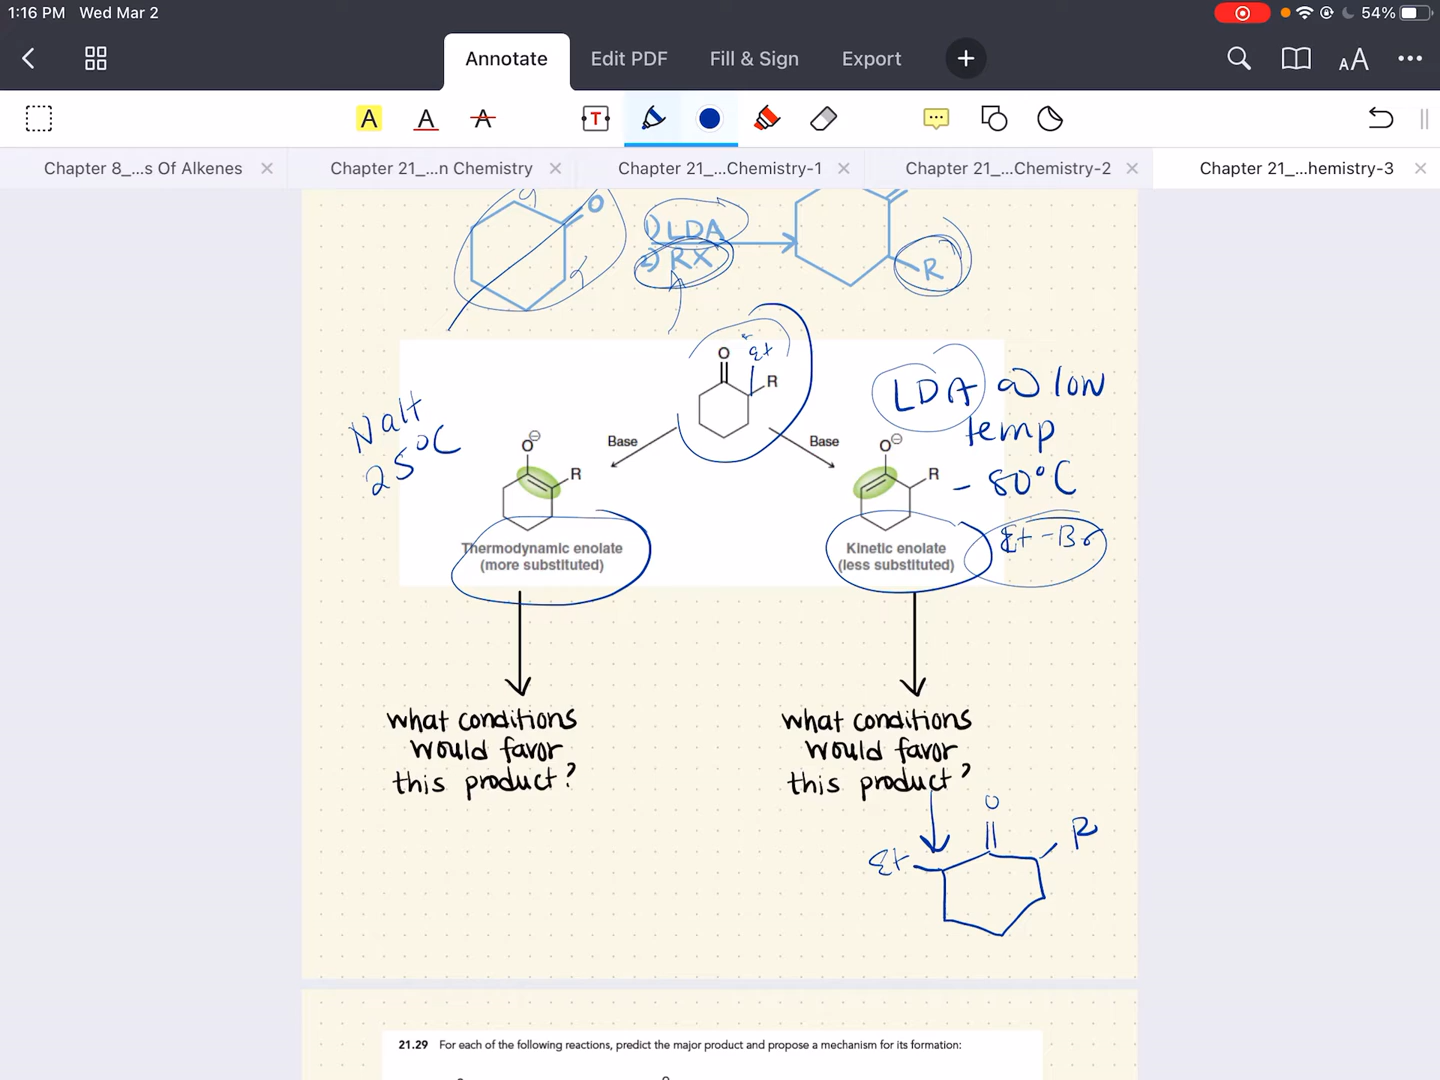 1:16 PM Wed Mar 2
54%
Annotate
Edit PDF
Fill & Sign
Export
Chapter 8_...s Of Alkenes
Chapter 21_...n Chemistry
Chapter 21_...Chemistry-1
Chapter 21_...Chemistry-2
Chapter 21_...hemistry-3
O
1) LDA
2) RX
R
O
Et
R
NaH
25°C
LDA @ low
temp
- 80°C
Base
Base
O⊖
R
O⊖
R
Et-Br
Thermodynamic enolate
(more substituted)
Kinetic enolate
(less substituted)
what conditions
would favor
this product?
what conditions
would favor
this product?
O
Et
R
21.29 For each of the following reactions, predict the major product and propose a mechanism for its formation: